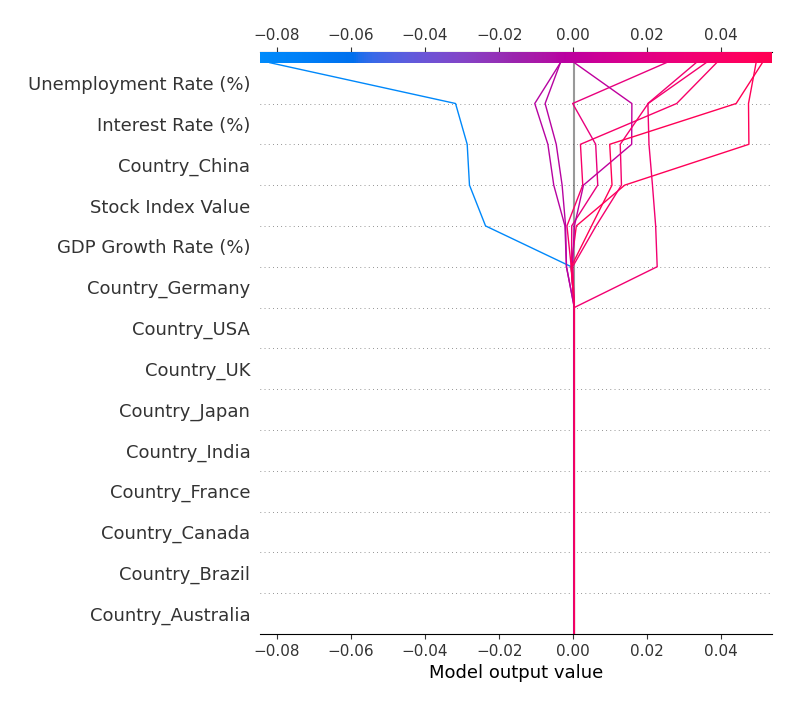 −0.08 −0.06 −0.04 −0.02 0.00 0.02 0.04
Unemployment Rate (%)
Interest Rate (%)
Country_China
Stock Index Value
GDP Growth Rate (%)
Country_Germany
Country_USA
Country_UK
Country_Japan
Country_India
Country_France
Country_Canada
Country_Brazil
Country_Australia
−0.08 −0.06 −0.04 −0.02 0.00 0.02 0.04
Model output value